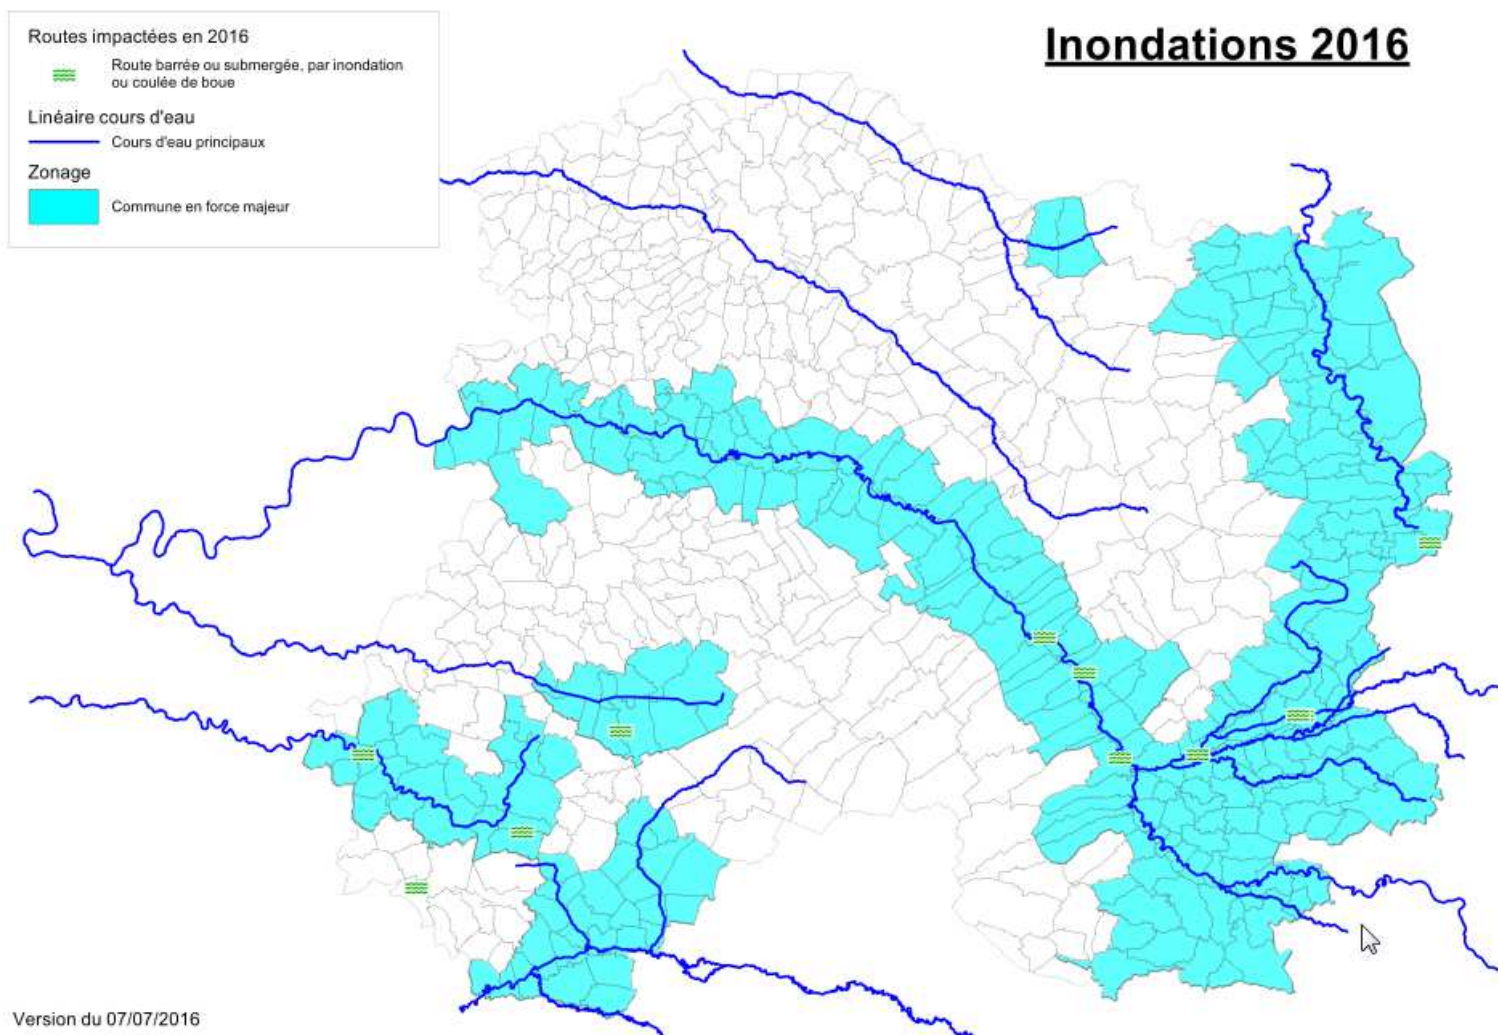 Inondations 2016
Routes impactées en 2016
Route barrée ou submergée, par inondation
ou coulée de boue
Linéaire cours d'eau
Cours d'eau principaux
Zonage
Commune en force majeur
Version du 07/07/2016